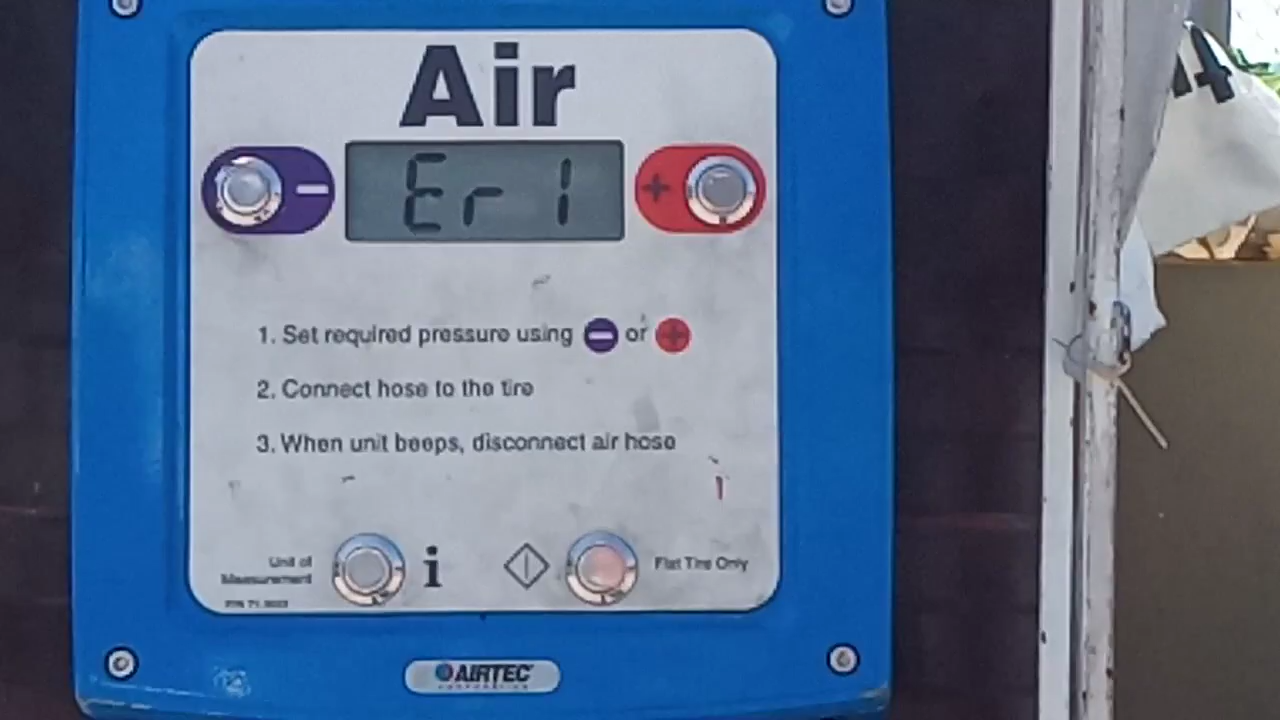 Air
- Er 1 +
1. Set required pressure using - or +
2. Connect hose to the tire
3. When unit beeps, disconnect air hose
Unit of
Measurement
i
Flat Tire Only
AIRTEC
CORPORATION